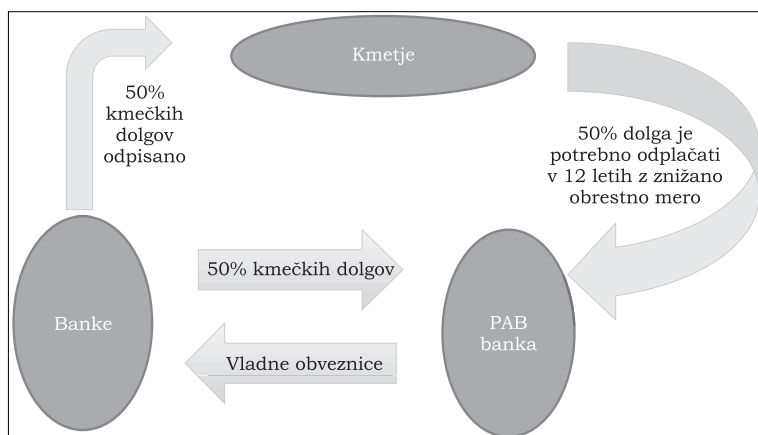 Kmetje
50%
kmečkih
dolgov
odpisano
50% dolga je
potrebno odplačati
v 12 letih z znižano
obrestno mero
50% kmečkih dolgov
Banke
PAB
banka
Vladne obveznice